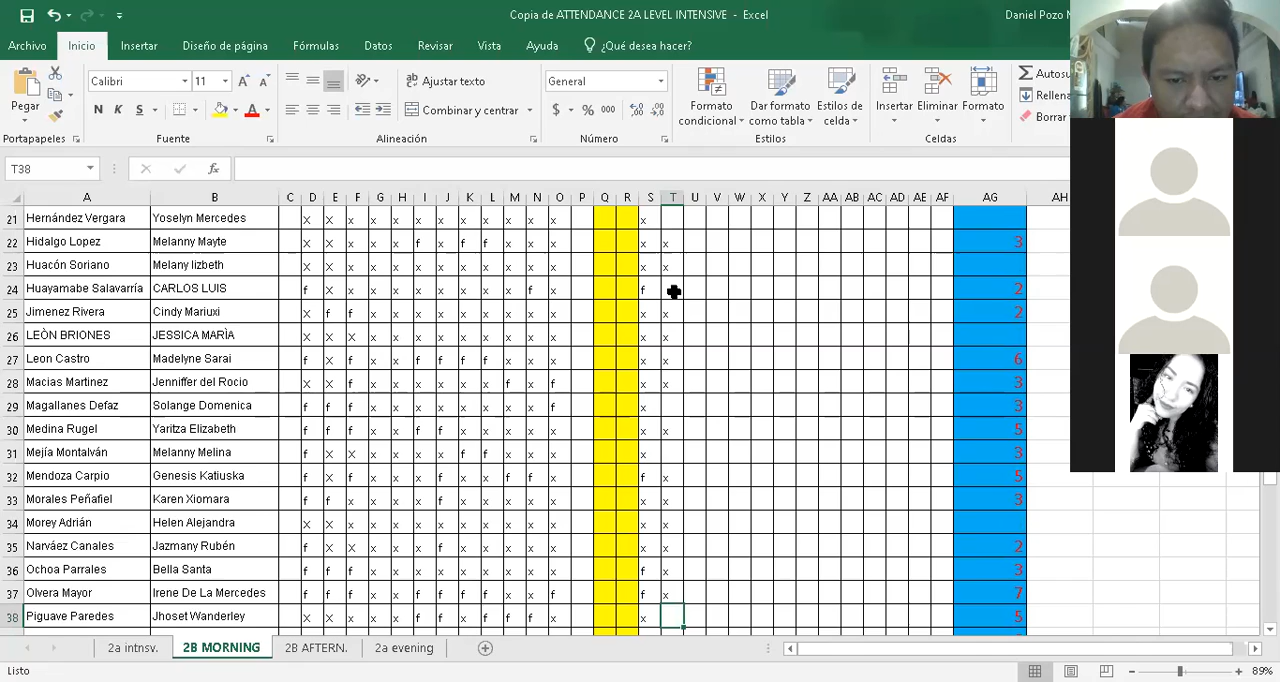 Copia de ATTENDANCE 2A LEVEL INTENSIVE - Excel
Daniel Pozo
Archivo Inicio Insertar Diseño de página Fórmulas Datos Revisar Vista Ayuda ¿Qué desea hacer?
Calibri 11 Ajustar texto General
Pegar N K S Combinar y centrar $ % 000
Formato condicional Dar formato como tabla Estilos de celda Insertar Eliminar Formato
Autosu
Rellena
Borrar
Portapapeles Fuente Alineación Número Estilos Celdas
T38 fx
A B C D E F G H I J K L M N O P Q R S T U V W X Y Z AA AB AC AD AE AF AG AH
21 Hernández Vergara Yoselyn Mercedes X X x x x x x x x x x x x
22 Hidalgo Lopez Melanny Mayte X X x x x f x f f x x x x x 3
23 Huacón Soriano Melany lizbeth X X x x x x x x x x x x x x
24 Huayamabe Salavarría CARLOS LUIS f X x x x x x x x x f x f 2
25 Jimenez Rivera Cindy Mariuxi X f f x x x x x x x x x x x 2
26 LEÒN BRIONES JESSICA MARÌA X X X x x x x x x x x x x x
27 Leon Castro Madelyne Sarai f X f x x f f f f x x x x x 6
28 Macias Martinez Jenniffer del Rocio X X f x x x x x x f x f x x 3
29 Magallanes Defaz Solange Domenica f f f x x x x x x x x f x 3
30 Medina Rugel Yaritza Elizabeth f f f x x f f x x x x x x 5
31 Mejía Montalván Melanny Melina f X X x x x x x f x x x x 3
32 Mendoza Carpio Genesis Katiuska f X f x x f f x x f f x f x 5
33 Morales Peñafiel Karen Xiomara f f f x x x x x x x x x x x 3
34 Morey Adrián Helen Alejandra X X x x x x x x x x x x x x
35 Narváez Canales Jazmany Rubén f X X x x x f x x x x x x x 2
36 Ochoa Parrales Bella Santa f f f x x x x x x x x x f x 3
37 Olvera Mayor Irene De La Mercedes f f f x x f f x x f f x f x 7
38 Piguave Paredes Jhoset Wanderley X X x x x f f f f f f x x 5
2a intnsv. 2B MORNING 2B AFTERN. 2a evening
Listo 89%